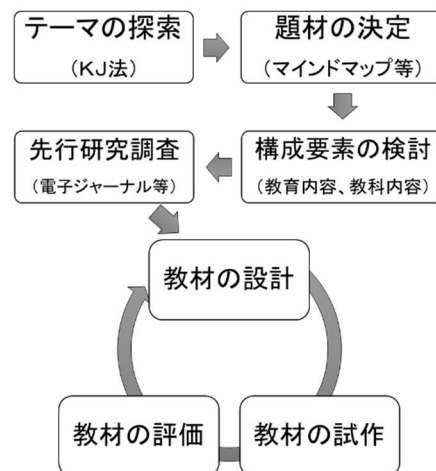 テーマの探索
（KJ法）
題材の決定
（マインドマップ等）
先行研究調査
（電子ジャーナル等）
構成要素の検討
（教育内容、教科内容）
教材の設計
教材の評価
教材の試作